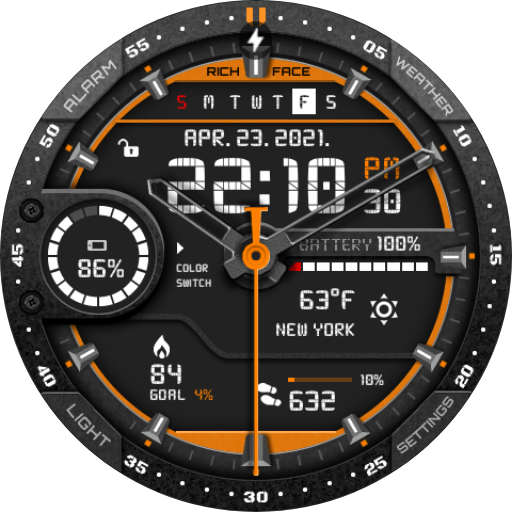 55
05
ALARM
WEATHER
RICH FACE
S M T W T F S
50
10
APR. 23. 2021.
22:10 PM
30
45
86%
BATTERY 100%
15
COLOR
SWITCH
63°F
NEW YORK
84
GOAL 4%
10%
632
40
20
LIGHT
SETTINGS
35
25
30